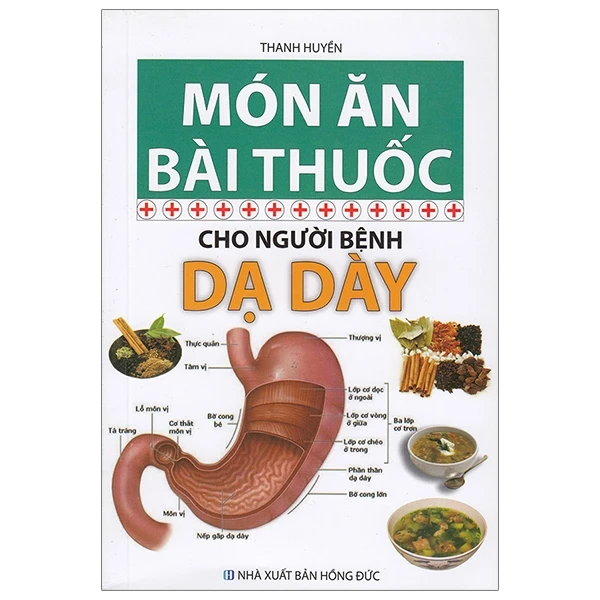 THANH HUYỀN
MÓN ĂN
BÀI THUỐC
CHO NGƯỜI BỆNH
DẠ DÀY
Thực quản
Thượng vị
Tâm vị
Lớp cơ dọc
ở ngoài
Lỗ môn vị
Bờ cong
bé
Lớp cơ vòng
ở giữa
Ba lớp
cơ trơn
Tá tràng
Cơ thắt
môn vị
Lớp cơ chéo
ở trong
Phần thân
dạ dày
Môn vị
Bờ cong lớn
Nếp gấp dạ dày
NHÀ XUẤT BẢN HỒNG ĐỨC